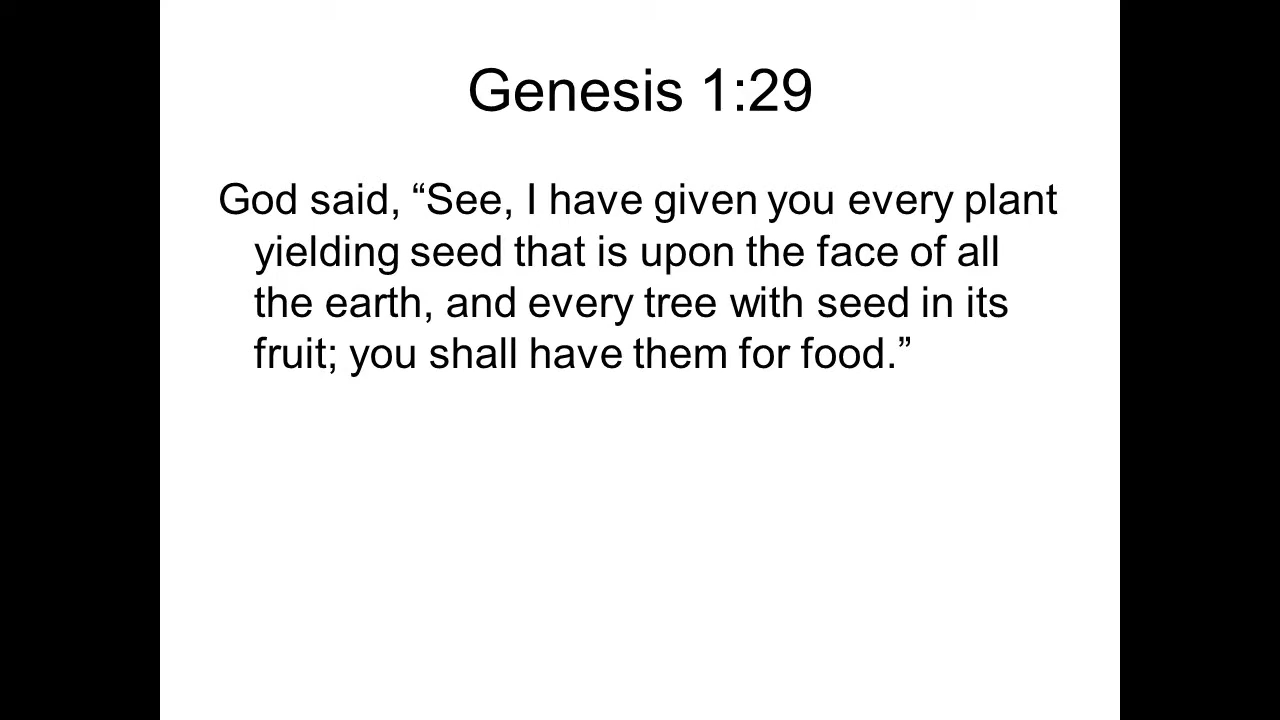 Genesis 1:29
God said, “See, I have given you every plant
yielding seed that is upon the face of all
the earth, and every tree with seed in its
fruit; you shall have them for food.”